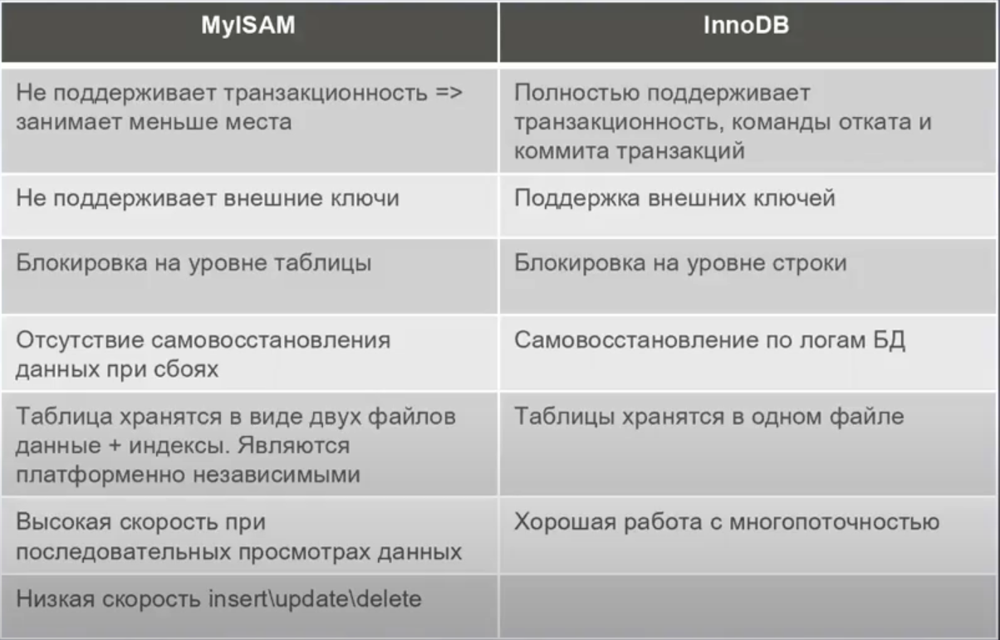 MyISAM
InnoDB
Не поддерживает транзакционность =>
занимает меньше места
Полностью поддерживает
транзакционность, команды отката и
коммита транзакций
Не поддерживает внешние ключи
Поддержка внешних ключей
Блокировка на уровне таблицы
Блокировка на уровне строки
Отсутствие самовосстановления
данных при сбоях
Самовосстановление по логам БД
Таблица хранятся в виде двух файлов
данные + индексы. Являются
платформенно независимыми
Таблицы хранятся в одном файле
Высокая скорость при
последовательных просмотрах данных
Хорошая работа с многопоточностью
Низкая скорость insert\update\delete